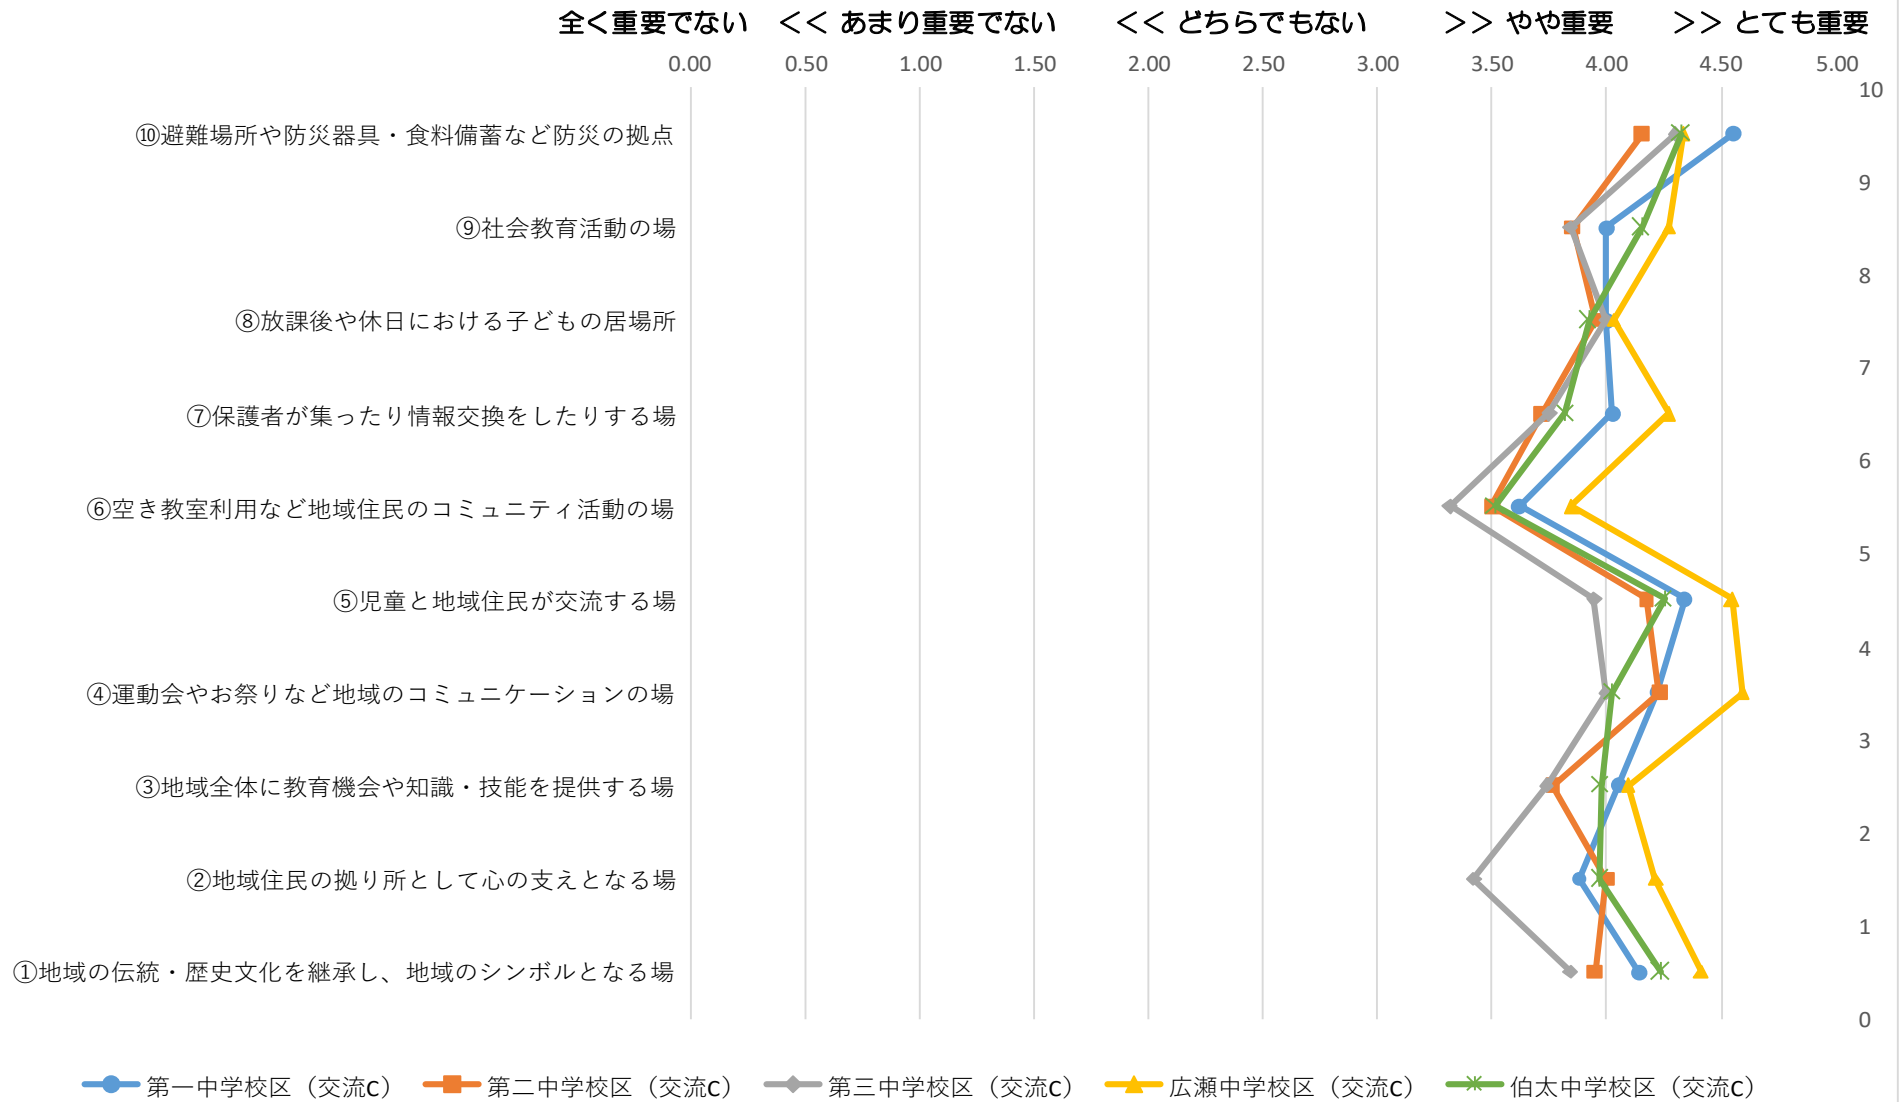 全く重要でない << あまり重要でない << どちらでもない >> やや重要 >> とても重要
0.00 0.50 1.00 1.50 2.00 2.50 3.00 3.50 4.00 4.50 5.00
10
⑩避難場所や防災器具・食料備蓄など防災の拠点
9
⑨社会教育活動の場
8
⑧放課後や休日における子どもの居場所
7
⑦保護者が集ったり情報交換をしたりする場
6
⑥空き教室利用など地域住民のコミュニティ活動の場
5
⑤児童と地域住民が交流する場
4
④運動会やお祭りなど地域のコミュニケーションの場
3
③地域全体に教育機会や知識・技能を提供する場
2
②地域住民の拠り所として心の支えとなる場
1
①地域の伝統・歴史文化を継承し、地域のシンボルとなる場
0
第一中学校区（交流C） 第二中学校区（交流C） 第三中学校区（交流C） 広瀬中学校区（交流C） 伯太中学校区（交流C）